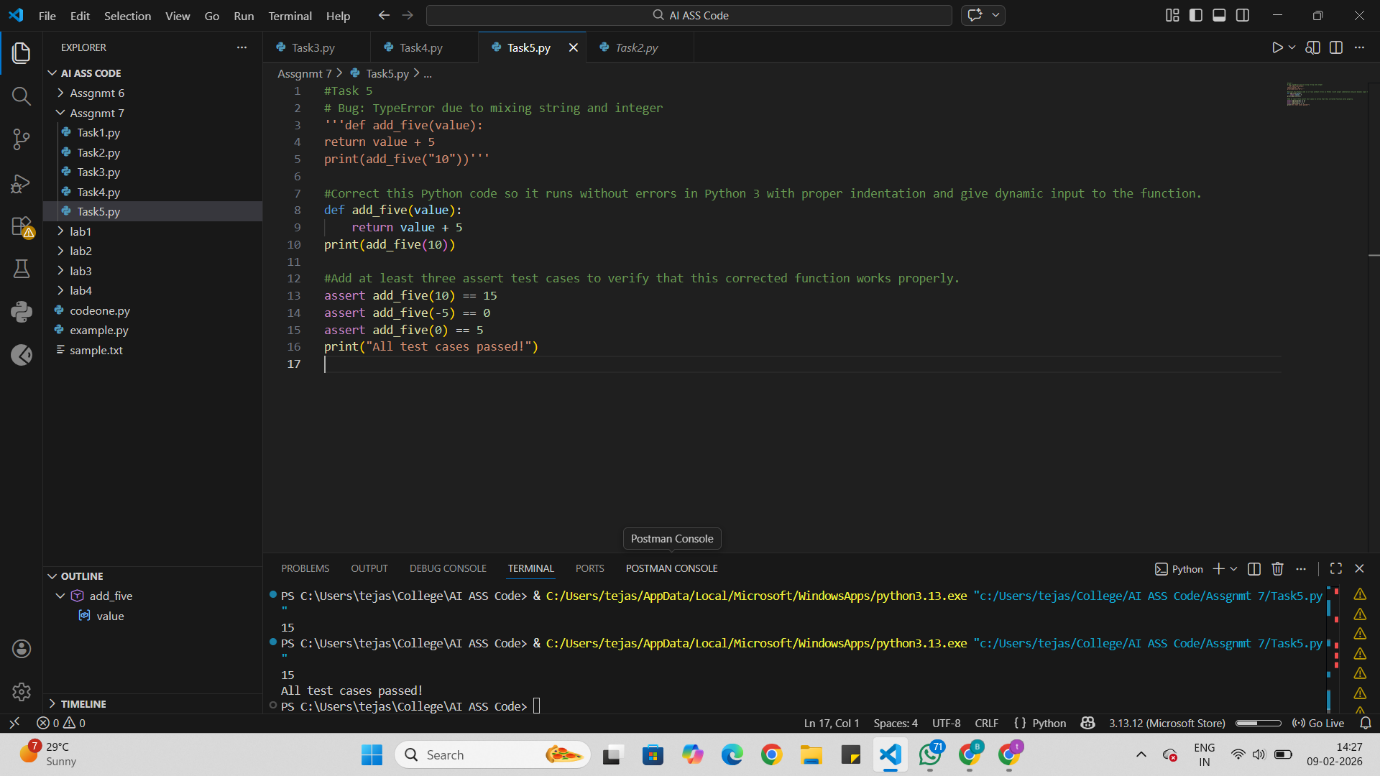 File Edit Selection View Go Run Terminal Help
AI ASS Code
EXPLORER
AI ASS CODE
Assgnmt 6
Assgnmt 7
Task1.py
Task2.py
Task3.py
Task4.py
Task5.py
lab1
lab2
lab3
lab4
codeone.py
example.py
sample.txt
OUTLINE
add_five
value
TIMELINE
Task3.py Task4.py Task5.py Task2.py
Assgnmt 7 > Task5.py > ...
1 #Task 5
2 # Bug: TypeError due to mixing string and integer
3 '''def add_five(value):
4 return value + 5
5 print(add_five("10"))'''
6
7 #Correct this Python code so it runs without errors in Python 3 with proper indentation and give dynamic input to the function.
8 def add_five(value):
9     return value + 5
10 print(add_five(10))
11
12 #Add at least three assert test cases to verify that this corrected function works properly.
13 assert add_five(10) == 15
14 assert add_five(-5) == 0
15 assert add_five(0) == 5
16 print("All test cases passed!")
17
Postman Console
PROBLEMS OUTPUT DEBUG CONSOLE TERMINAL PORTS POSTMAN CONSOLE
Python
PS C:\Users\tejas\College\AI ASS Code> & C:/Users/tejas/AppData/Local/Microsoft/WindowsApps/python3.13.exe "c:/Users/tejas/College/AI ASS Code/Assgnmt 7/Task5.py
"
15
PS C:\Users\tejas\College\AI ASS Code> & C:/Users/tejas/AppData/Local/Microsoft/WindowsApps/python3.13.exe "c:/Users/tejas/College/AI ASS Code/Assgnmt 7/Task5.py
"
15
All test cases passed!
PS C:\Users\tejas\College\AI ASS Code>
0 0
Ln 17, Col 1 Spaces: 4 UTF-8 CRLF {} Python 3.13.12 (Microsoft Store) Go Live
7
29°C
Sunny
Search
71
B
1
ENG
IN
14:27
09-02-2026